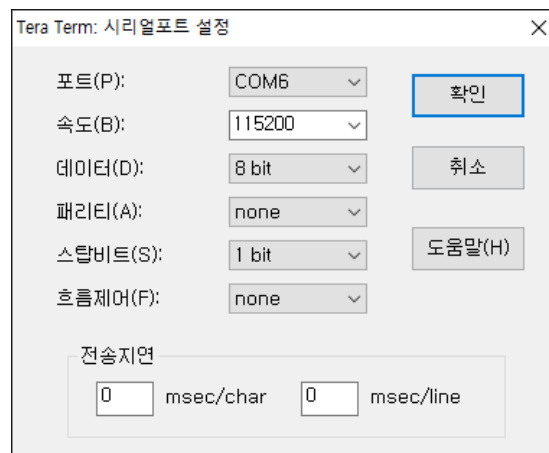 Tera Term: 시리얼포트 설정
포트(P): COM6 확인
속도(B): 115200
데이터(D): 8 bit 취소
패리티(A): none
스탑비트(S): 1 bit 도움말(H)
흐름제어(F): none
전송지연
0 msec/char 0 msec/line